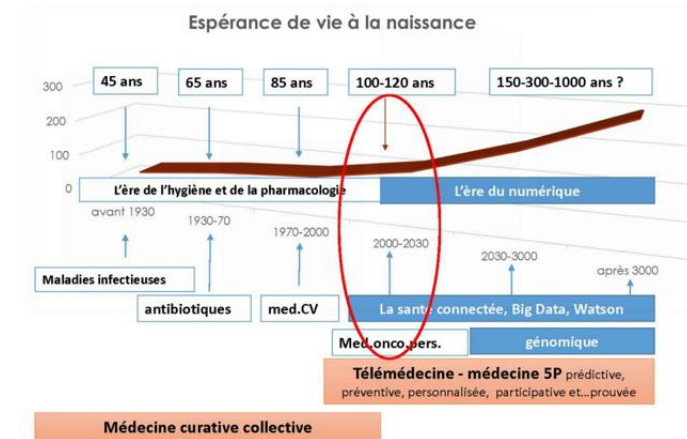 Espérance de vie à la naissance
45 ans
65 ans
85 ans
100-120 ans
150-300-1000 ans ?
300
200
100
0
L'ère de l'hygiène et de la pharmacologie
L'ère du numérique
avant 1930
1930-70
1970-2000
2000-2030
2030-3000
après 3000
Maladies infectieuses
antibiotiques
med.CV
La santé connectée, Big Data, Watson
Med.onco.pers.
génomique
Télémédecine - médecine 5P prédictive,
préventive, personnalisée, participative et...prouvée
Médecine curative collective